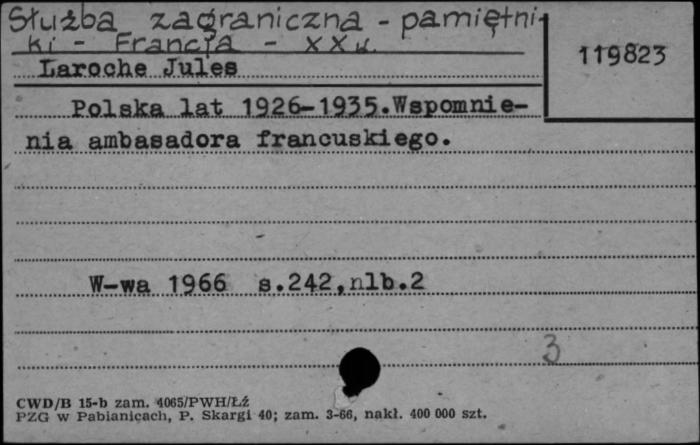 Służba zagraniczna - pamiętni-
ki - Francja - XX w.
119823
Laroche Jules
Polska lat 1926-1935.Wspomnie-
nia ambasadora francuskiego.
W-wa 1966 s.242,nlb.2
3
CWD/B 15-b zam. 4065/PWH/Łż
PZG w Pabianicach, P. Skargi 40; zam. 3-66, nakł. 400 000 szt.